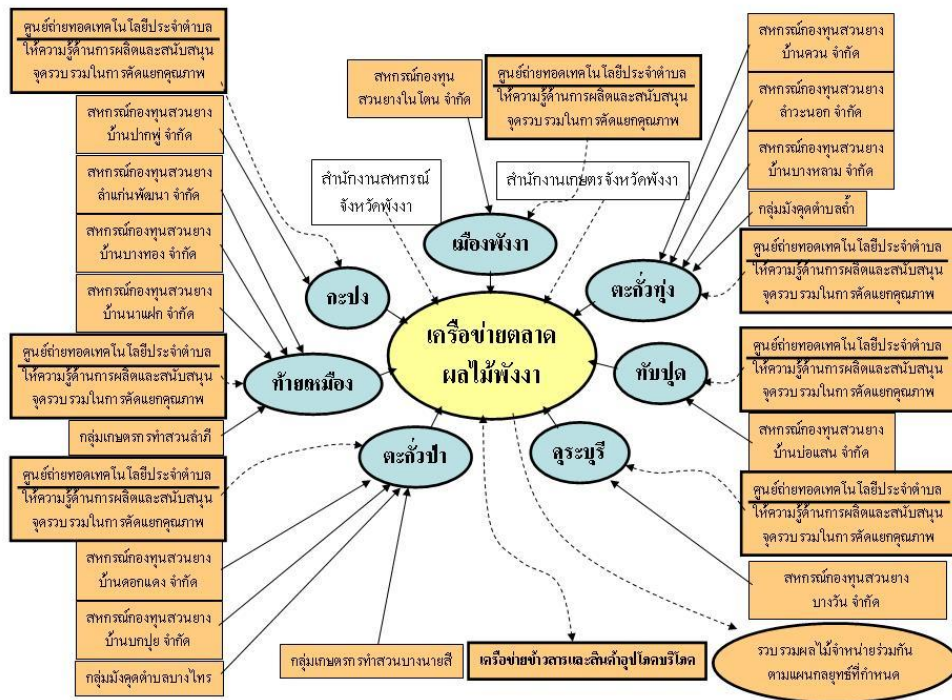 ศูนย์ถ่ายทอดเทคโนโลยีประจำตำบล
ให้ความรู้ด้านการผลิตและสนับสนุน
จุดรวบรวมในการคัดแยกคุณภาพ
สหกรณ์กองทุนสวนยาง
บ้านปากพู่ จำกัด
สหกรณ์กองทุนสวนยาง
ลำแก่นพัฒนา จำกัด
สหกรณ์กองทุนสวนยาง
บ้านบางทอง จำกัด
สหกรณ์กองทุนสวนยาง
บ้านนาแฝก จำกัด
ศูนย์ถ่ายทอดเทคโนโลยีประจำตำบล
ให้ความรู้ด้านการผลิตและสนับสนุน
จุดรวบรวมในการคัดแยกคุณภาพ
กลุ่มเกษตรกรทำสวนลำภี
ศูนย์ถ่ายทอดเทคโนโลยีประจำตำบล
ให้ความรู้ด้านการผลิตและสนับสนุน
จุดรวบรวมในการคัดแยกคุณภาพ
สหกรณ์กองทุนสวนยาง
บ้านดอกแดง จำกัด
สหกรณ์กองทุนสวนยาง
บ้านบกปุย จำกัด
กลุ่มมังคุดตำบลบางไทร
สหกรณ์กองทุน
สวนยางในโตน จำกัด
ศูนย์ถ่ายทอดเทคโนโลยีประจำตำบล
ให้ความรู้ด้านการผลิตและสนับสนุน
จุดรวบรวมในการคัดแยกคุณภาพ
สำนักงานสหกรณ์
จังหวัดพังงา
สำนักงานเกษตรจังหวัดพังงา
เมืองพังงา
กะปง
ตะกั่วทุ่ง
เครือข่ายตลาด
ผลไม้พังงา
ท้ายเหมือง
ทับปุด
ตะกั่วป่า
คุระบุรี
กลุ่มเกษตรกรทำสวนบางนายสี
เครือข่ายข้าวสารและสินค้าอุปโภคบริโภค
สหกรณ์กองทุนสวนยาง
บ้านควน จำกัด
สหกรณ์กองทุนสวนยาง
ลำวะนอก จำกัด
สหกรณ์กองทุนสวนยาง
บ้านบางหลาม จำกัด
กลุ่มมังคุดตำบลถ้ำ
ศูนย์ถ่ายทอดเทคโนโลยีประจำตำบล
ให้ความรู้ด้านการผลิตและสนับสนุน
จุดรวบรวมในการคัดแยกคุณภาพ
ศูนย์ถ่ายทอดเทคโนโลยีประจำตำบล
ให้ความรู้ด้านการผลิตและสนับสนุน
จุดรวบรวมในการคัดแยกคุณภาพ
สหกรณ์กองทุนสวนยาง
บ้านบ่อแสน จำกัด
ศูนย์ถ่ายทอดเทคโนโลยีประจำตำบล
ให้ความรู้ด้านการผลิตและสนับสนุน
จุดรวบรวมในการคัดแยกคุณภาพ
สหกรณ์กองทุนสวนยาง
บางวัน จำกัด
รวบรวมผลไม้จำหน่ายร่วมกัน
ตามแผนกลยุทธ์ที่กำหนด